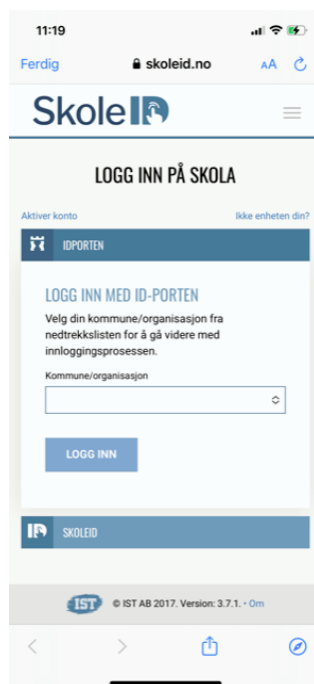 11:19
Ferdig
skoleid.no
AA
SkoleID
LOGG INN PÅ SKOLA
Aktiver konto
Ikke enheten din?
IDPORTEN
LOGG INN MED ID-PORTEN
Velg din kommune/organisasjon fra
nedtrekkslisten for å gå videre med
innloggingsprosessen.
Kommune/organisasjon
LOGG INN
ID
SKOLEID
IST
© IST AB 2017. Version: 3.7.1. • Om